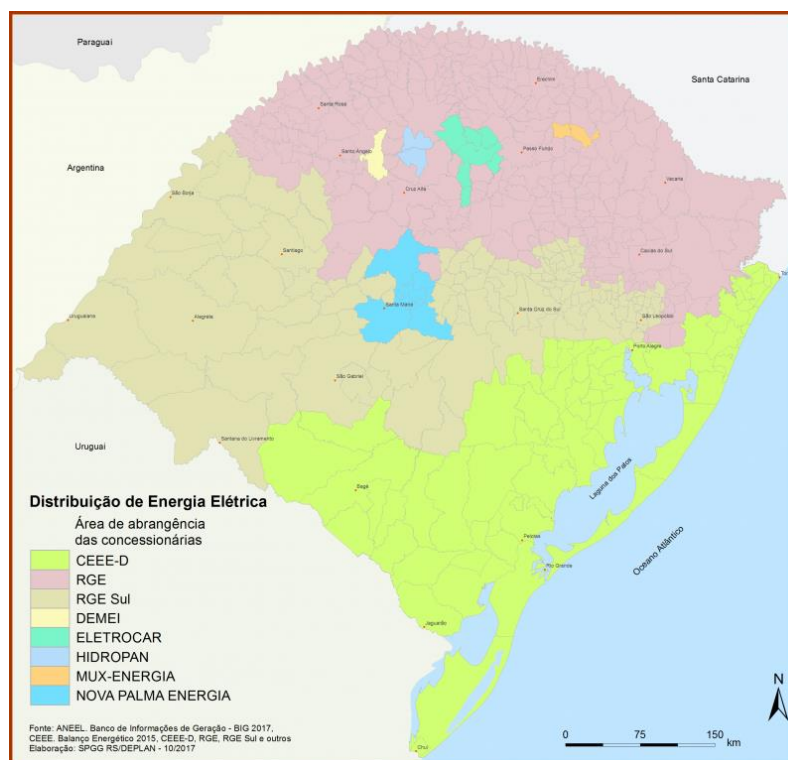 Paraguai
Santa Catarina
Erechim
Santa Rosa
Argentina
Santo Ângelo
Passo Fundo
Vacaria
Cruz Alta
São Borja
Santiago
Caxias do Sul
Uruguaiana
Alegrete
Santa Maria
Santa Cruz do Sul
São Leopoldo
Porto Alegre
São Gabriel
Uruguai
Santana do Livramento
Bagé
Laguna dos Patos
Pelotas
Rio Grande
Oceano Atlântico
Jaguarão
Chuí
Distribuição de Energia Elétrica
Área de abrangência
das concessionárias
CEEE-D
RGE
RGE Sul
DEMEI
ELETROCAR
HIDROPAN
MUX-ENERGIA
NOVA PALMA ENERGIA
Fonte: ANEEL. Banco de Informações de Geração - BIG 2017,
CEEE. Balanço Energético 2015, CEEE-D, RGE, RGE Sul e outros
Elaboração: SPGG RS/DEPLAN - 10/2017
N
0 75 150
km